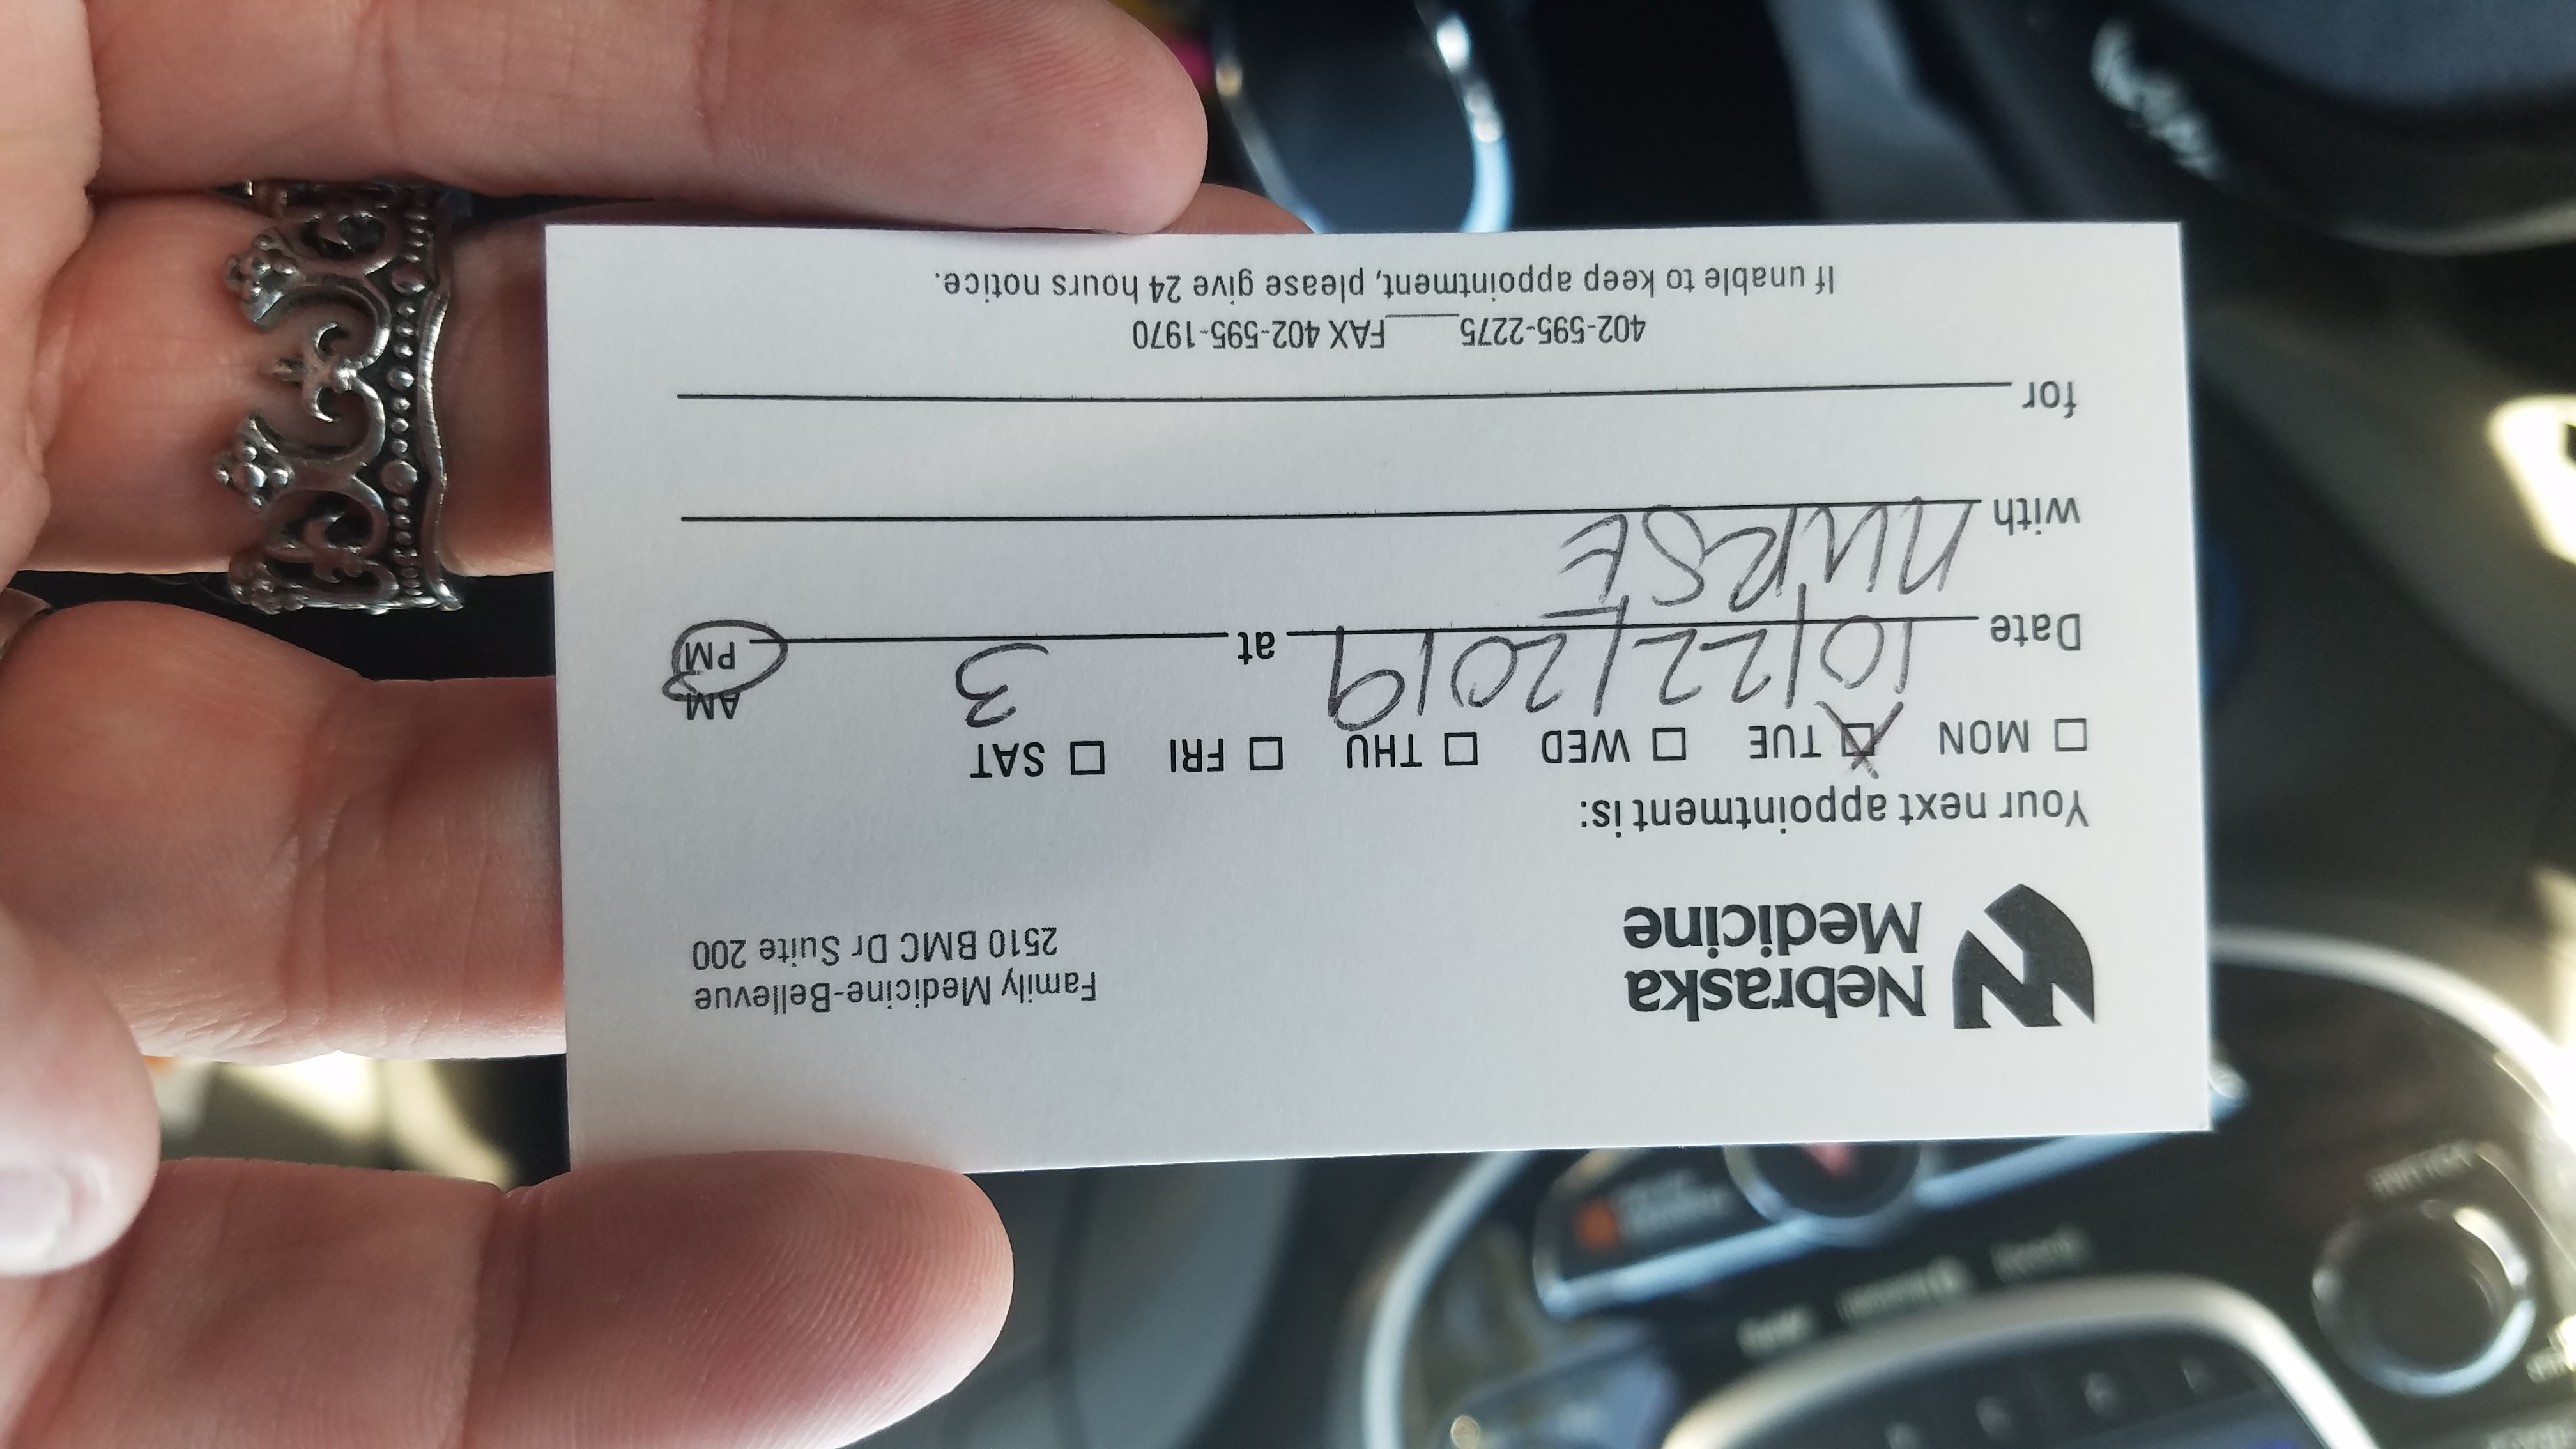 Nebraska
Medicine
Family Medicine-Bellevue
2510 BMC Dr Suite 200
Your next appointment is:
☐ MON ☒ TUE ☐ WED ☐ THU ☐ FRI ☐ SAT
Date 10/22/2019 at 3 AM PM
with NURSE
for
402-595-2275____FAX 402-595-1970
If unable to keep appointment, please give 24 hours notice.